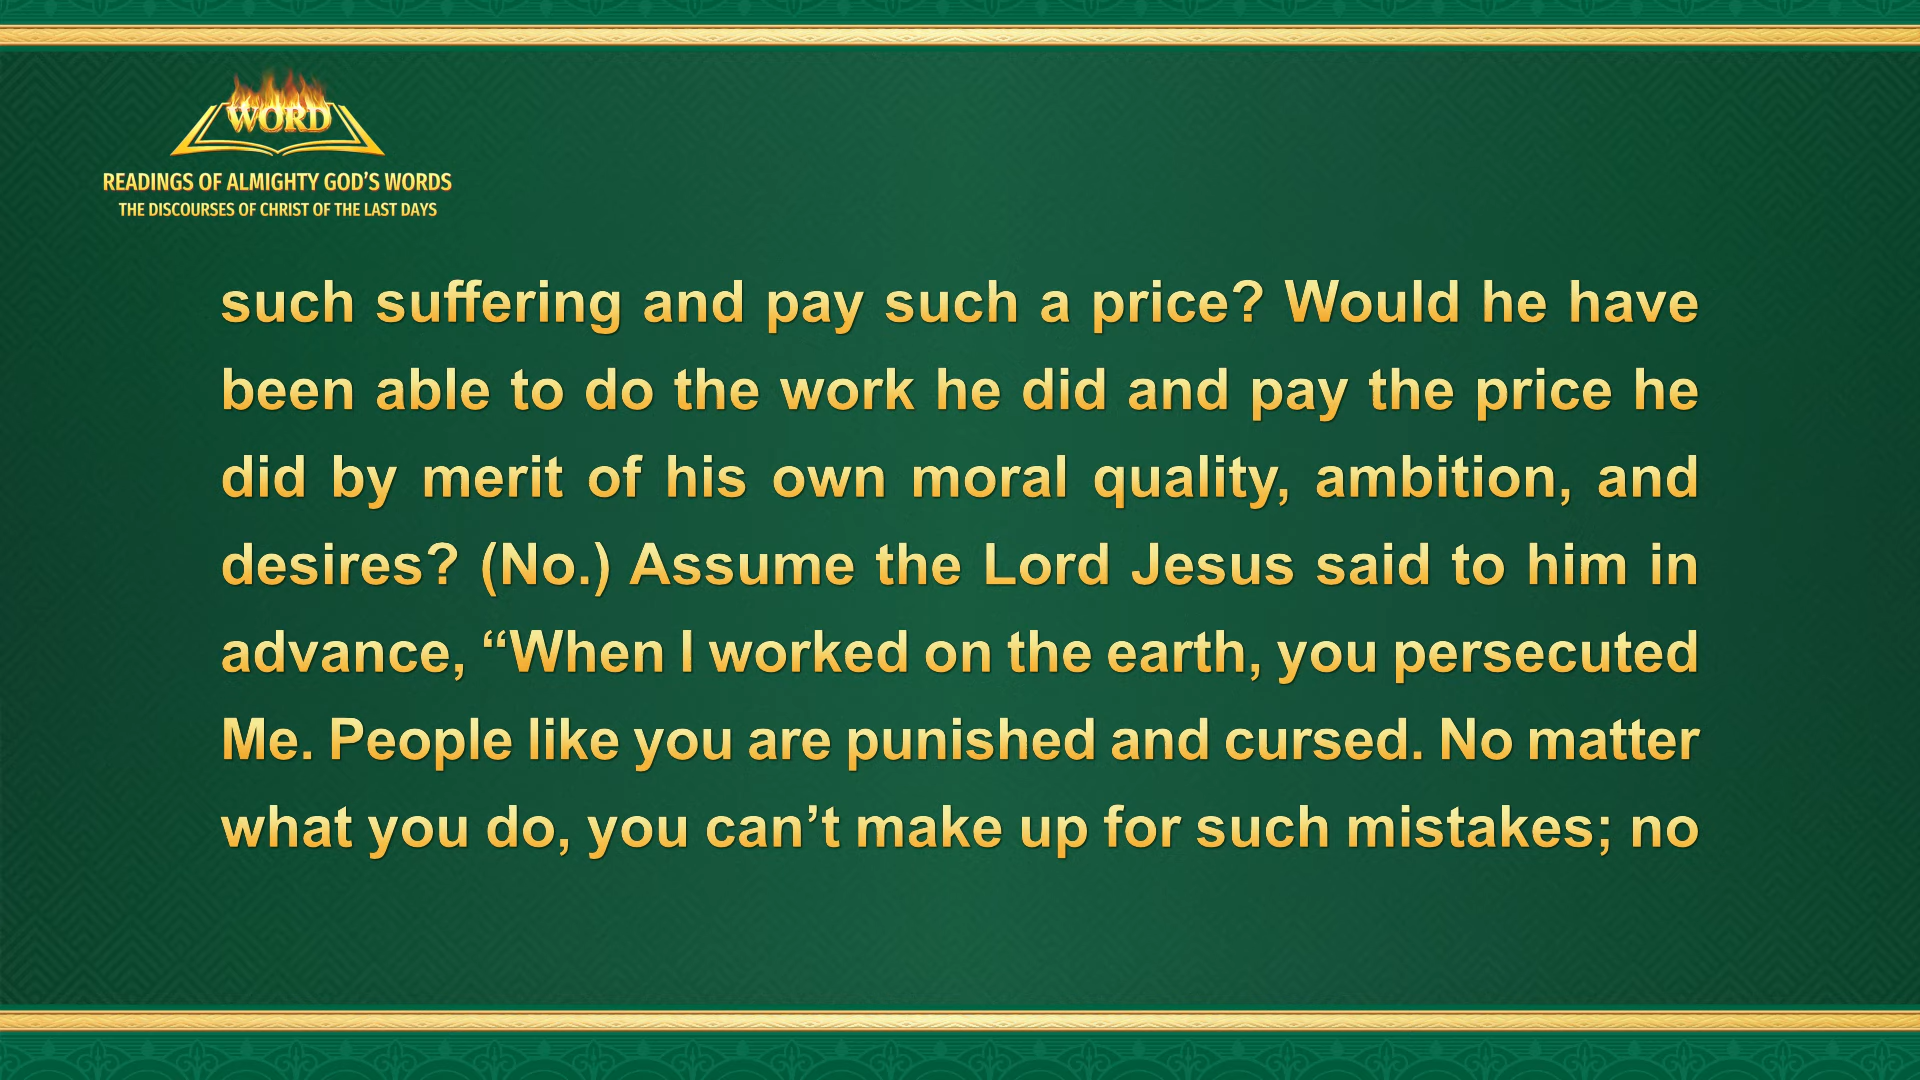 WORD
READINGS OF ALMIGHTY GOD’S WORDS
THE DISCOURSES OF CHRIST OF THE LAST DAYS
such suffering and pay such a price? Would he have
been able to do the work he did and pay the price he
did by merit of his own moral quality, ambition, and
desires? (No.) Assume the Lord Jesus said to him in
advance, “When I worked on the earth, you persecuted
Me. People like you are punished and cursed. No matter
what you do, you can’t make up for such mistakes; no